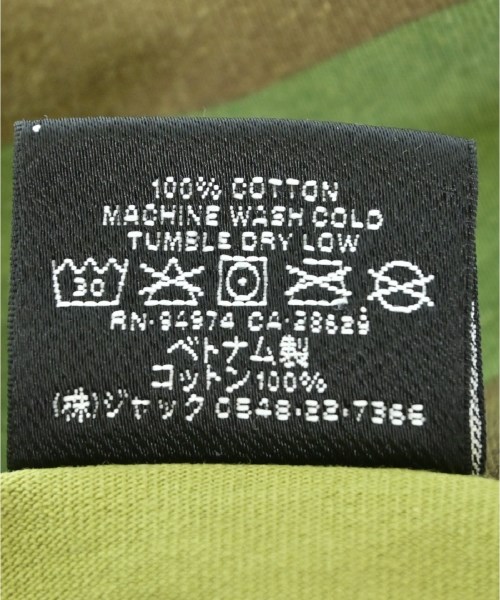 100% COTTON
MACHINE WASH COLD
TUMBLE DRY LOW
30
RN·94974 CA·28629
ベトナム製
コットン100%
(株)ジャック 0548·22·7366